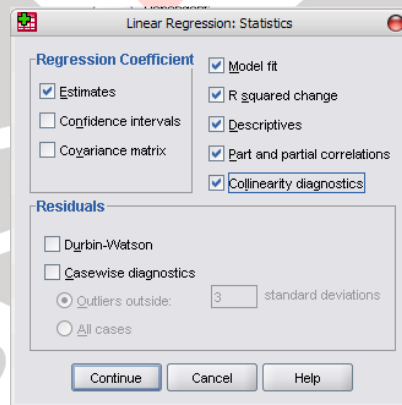 Linear Regression: Statistics
Regression Coefficient
Estimates
Confidence intervals
Covariance matrix
Model fit
R squared change
Descriptives
Part and partial correlations
Collinearity diagnostics
Residuals
Durbin-Watson
Casewise diagnostics
Outliers outside: 3 standard deviations
All cases
Continue Cancel Help